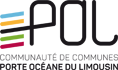 POL
COMMUNAUTÉ DE COMMUNES
PORTE OCÉANE DU LIMOUSIN